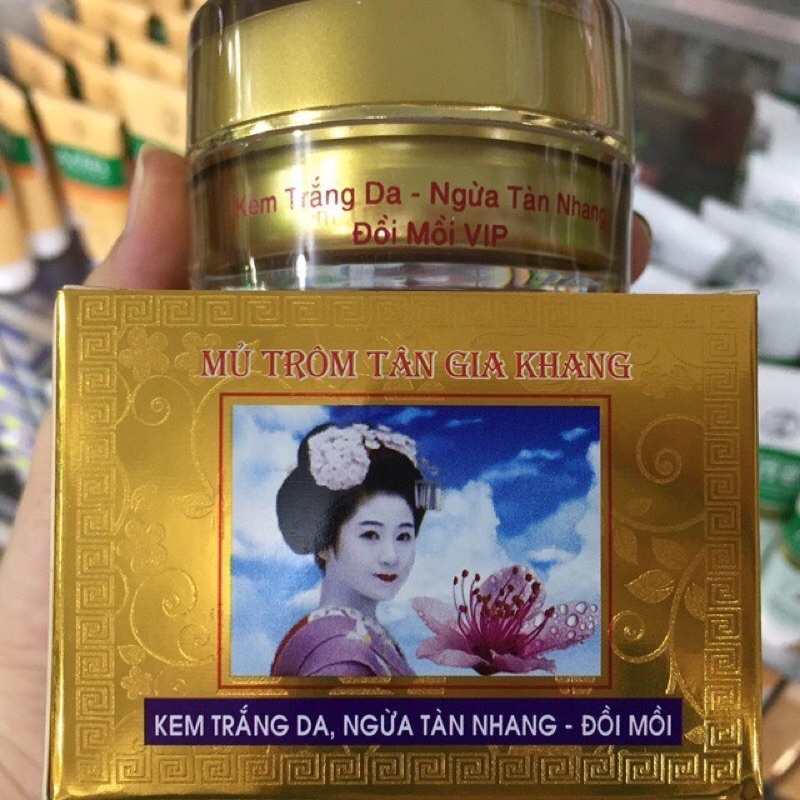 Kem Trắng Da - Ngừa Tàn Nhang
Đồi Mồi VIP
MỦ TRÔM TÂN GIA KHANG
KEM TRẮNG DA, NGỪA TÀN NHANG - ĐỒI MỒI